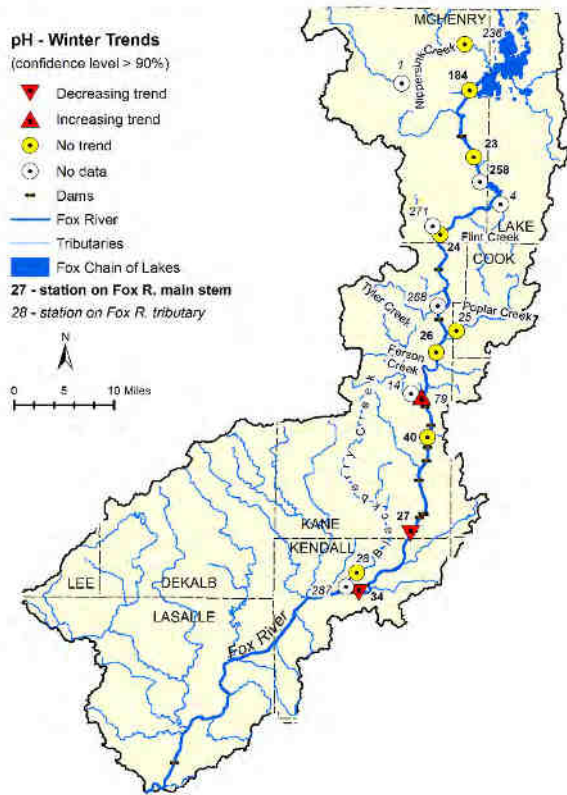 pH - Winter Trends
(confidence level > 90%)
Decreasing trend
Increasing trend
No trend
No data
Dams
Fox River
Tributaries
Fox Chain of Lakes
27 - station on Fox R. main stem
28 - station on Fox R. tributary
N
0 5 10 Miles
MCHENRY
236
Nippersink Creek
1
184
23
258
4
271
LAKE
Flint Creek
24
COOK
268
Tyler Creek
Poplar Creek
25
26
Ferson Creek
14
79
40
Blackberry Creek
27
KANE
KENDALL
28
LEE
DEKALB
287
34
LASALLE
Fox River